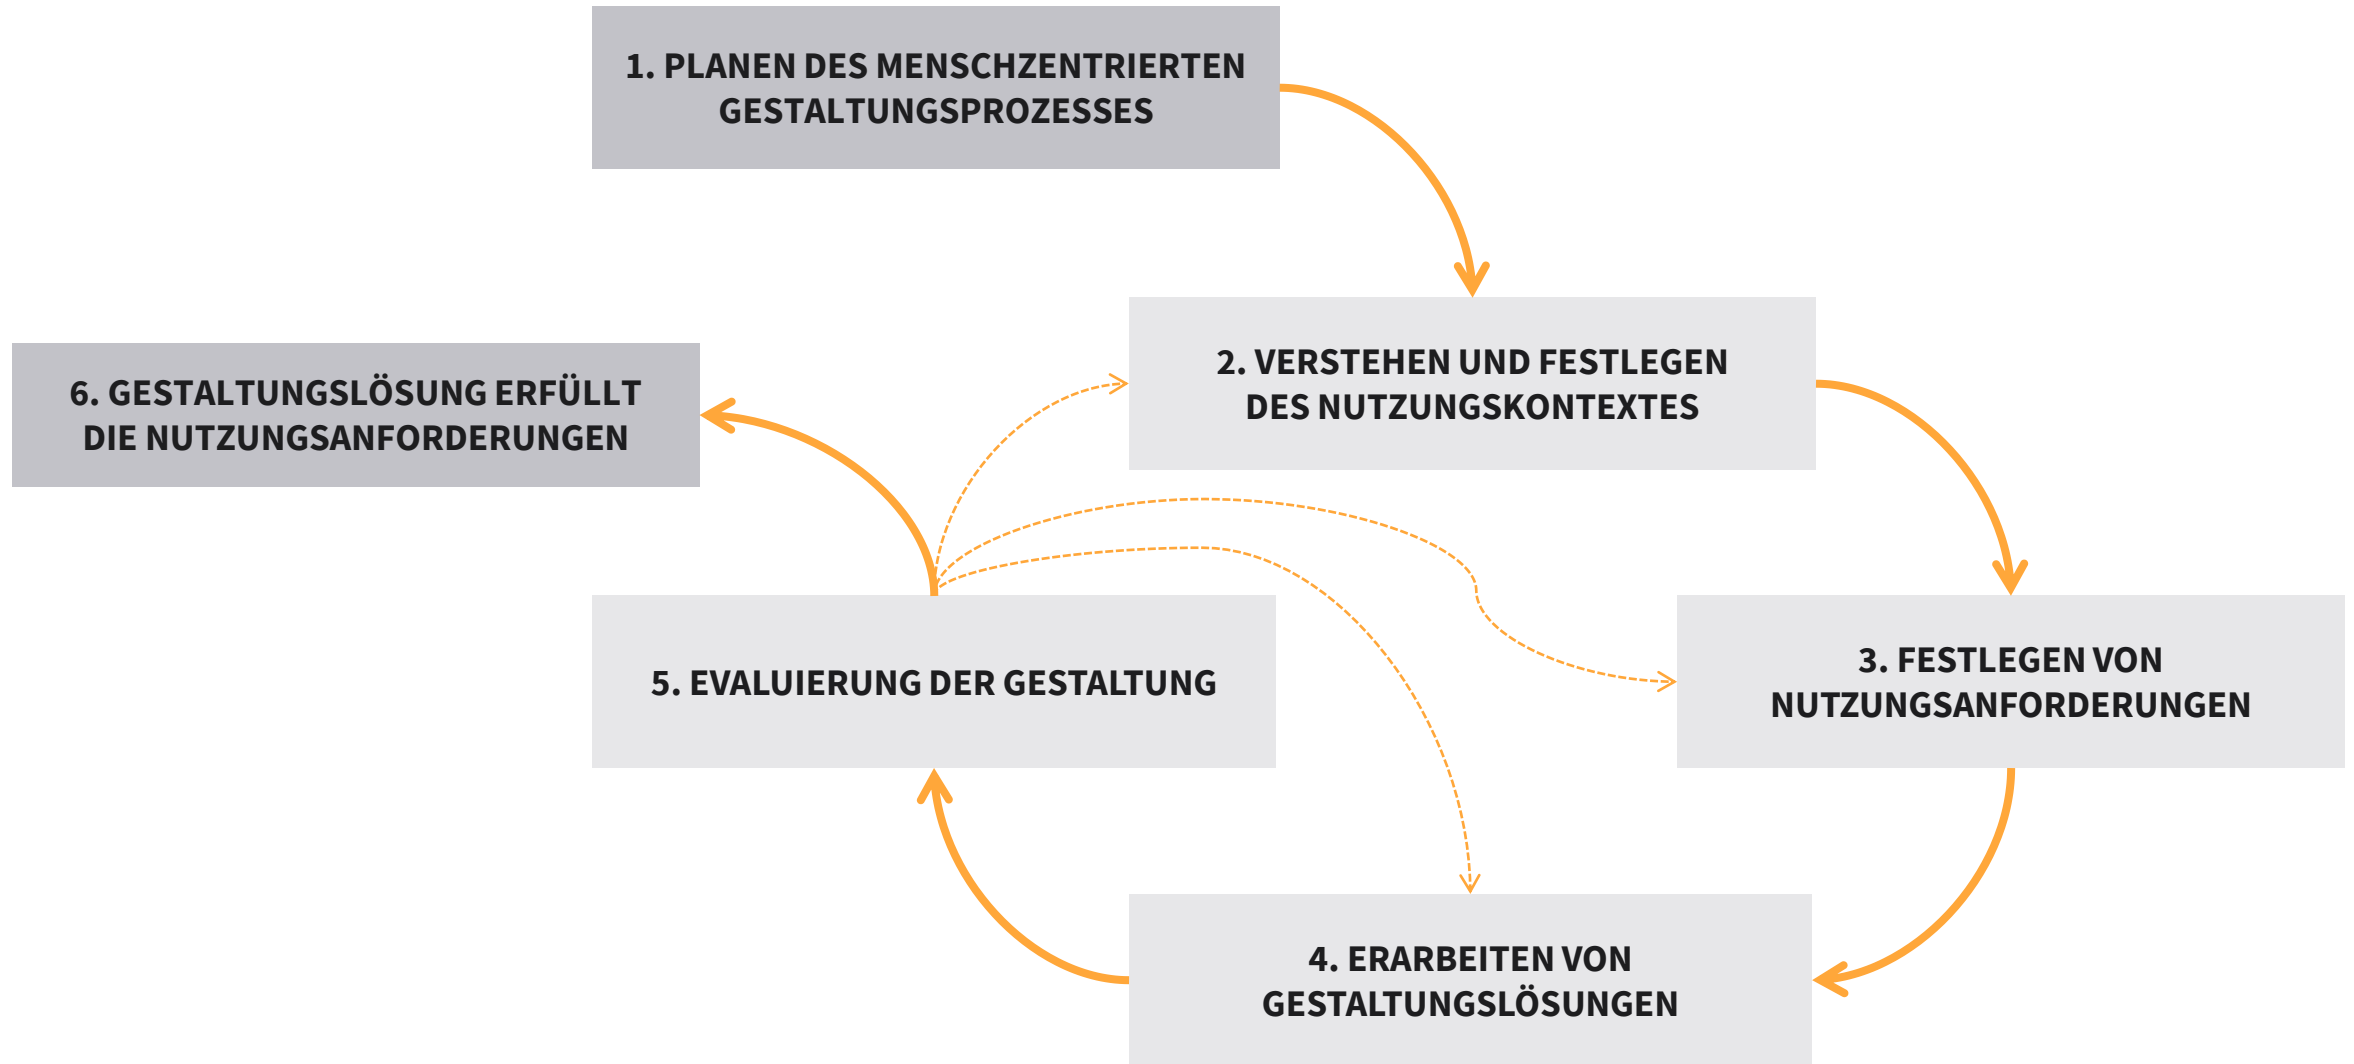 1. PLANEN DES MENSCHZENTRIERTEN
GESTALTUNGSPROZESSES
2. VERSTEHEN UND FESTLEGEN
DES NUTZUNGSKONTEXTES
3. FESTLEGEN VON
NUTZUNGSANFORDERUNGEN
4. ERARBEITEN VON
GESTALTUNGSLÖSUNGEN
5. EVALUIERUNG DER GESTALTUNG
6. GESTALTUNGSLÖSUNG ERFÜLLT
DIE NUTZUNGSANFORDERUNGEN